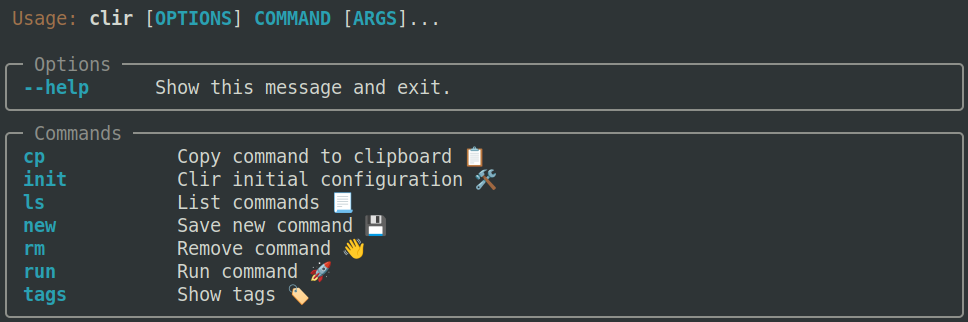 Usage: clir [OPTIONS] COMMAND [ARGS]...
Options
--help Show this message and exit.
Commands
cp Copy command to clipboard 📋
init Clir initial configuration 🛠️
ls List commands 📃
new Save new command 💾
rm Remove command 👋
run Run command 🚀
tags Show tags 🏷️